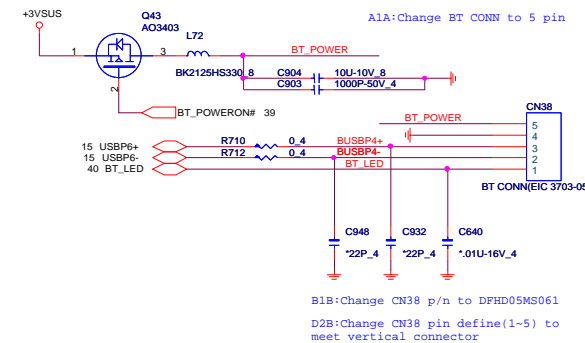 +3VSUS
Q43
AO3403
A1A:Change BT CONN to 5 pin
L72
1
3
BT_POWER
BK2125HS330_8
C904
10U-10V_8
C903
1000P-50V_4
2
BT_POWERON# 39
CN38
BT_POWER
5
4
15 USBP6+
R710
0_4
BUSBP4+
3
15 USBP6-
R712
0_4
BUSBP4-
2
40 BT_LED
BT_LED
1
BT CONN(EIC 3703-05
C948
C932
C640
*22P_4
*22P_4
*.01U-16V_4
B1B:Change CN38 p/n to DFHD05MS061
D2B:Change CN38 pin define(1~5) to
meet vertical connector